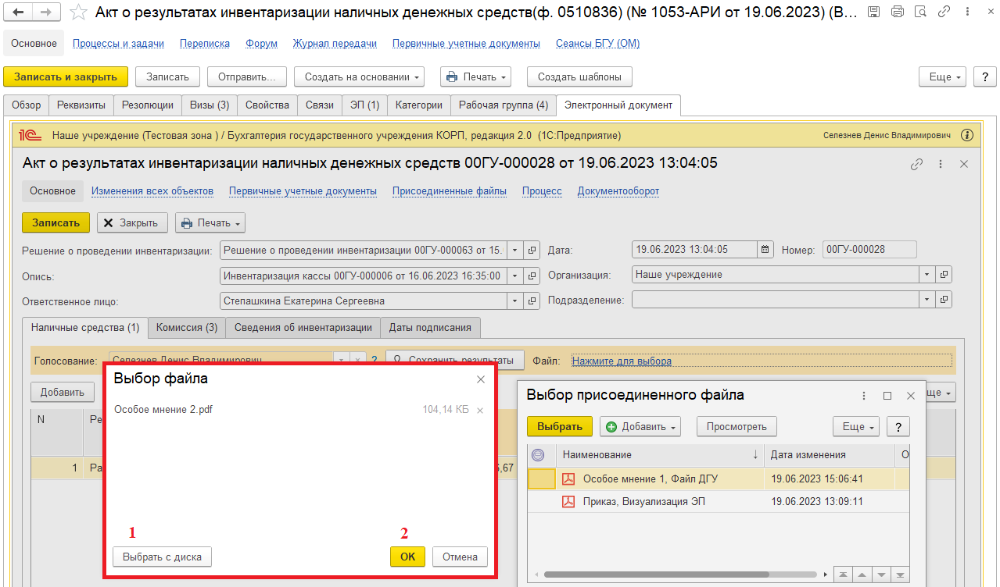 Акт о результатах инвентаризации наличных денежных средств(ф. 0510836) (№ 1053-АРИ от 19.06.2023) (В...
Основное Процессы и задачи Переписка Форум Журнал передачи Первичные учетные документы Сеансы БГУ (ОМ)
Записать и закрыть Записать Отправить... Создать на основании Печать Создать шаблоны Еще ?
Обзор Реквизиты Резолюции Визы (3) Свойства Связи ЭП (1) Категории Рабочая группа (4) Электронный документ
1С Наше учреждение (Тестовая зона ) / Бухгалтерия государственного учреждения КОРП, редакция 2.0 (1С:Предприятие) Селезнев Денис Владимирович i
Акт о результатах инвентаризации наличных денежных средств 00ГУ-000028 от 19.06.2023 13:04:05
Основное Изменения всех объектов Первичные учетные документы Присоединенные файлы Процесс Документооборот
Записать Закрыть Печать
Решение о проведении инвентаризации: Решение о проведении инвентаризации 00ГУ-000063 от 15. Дата: 19.06.2023 13:04:05 Номер: 00ГУ-000028
Опись: Инвентаризация кассы 00ГУ-000006 от 16.06.2023 16:35:00 Организация: Наше учреждение
Ответственное лицо: Степашкина Екатерина Сергеевна Подразделение:
Наличные средства (1) Комиссия (3) Сведения об инвентаризации Даты подписания
Голосование: Селезнев Денис Владимирович ? Сохранить результаты Файл: Нажмите для выбора
Добавить ще
N Ре
1 Ра 6,67
Выбор файла
Особое мнение 2.pdf 104,14 КБ
1 2
Выбрать с диска OK Отмена
Выбор присоединенного файла
Выбрать Добавить Просмотреть Еще ?
Наименование ↓ Дата изменения О
Особое мнение 1, Файл ДГУ 19.06.2023 15:06:41
Приказ, Визуализация ЭП 19.06.2023 13:09:11